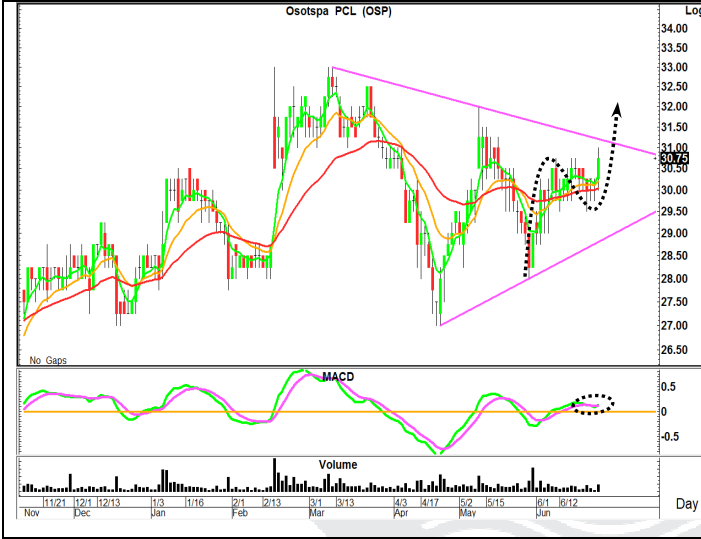 Osotspa PCL (OSP)
Log
34.00
33.50
33.00
32.50
32.00
31.50
31.00
30.75
30.50
30.00
29.50
29.00
28.50
28.00
27.50
27.00
26.50
No Gaps
MACD
0.5
0
-0.5
Volume
11/21 12/1 12/13 1/3 1/16 2/1 2/13 3/1 3/13 4/3 4/17 5/2 5/15 6/1 6/12
Nov Dec Jan Feb Mar Apr May Jun
Day